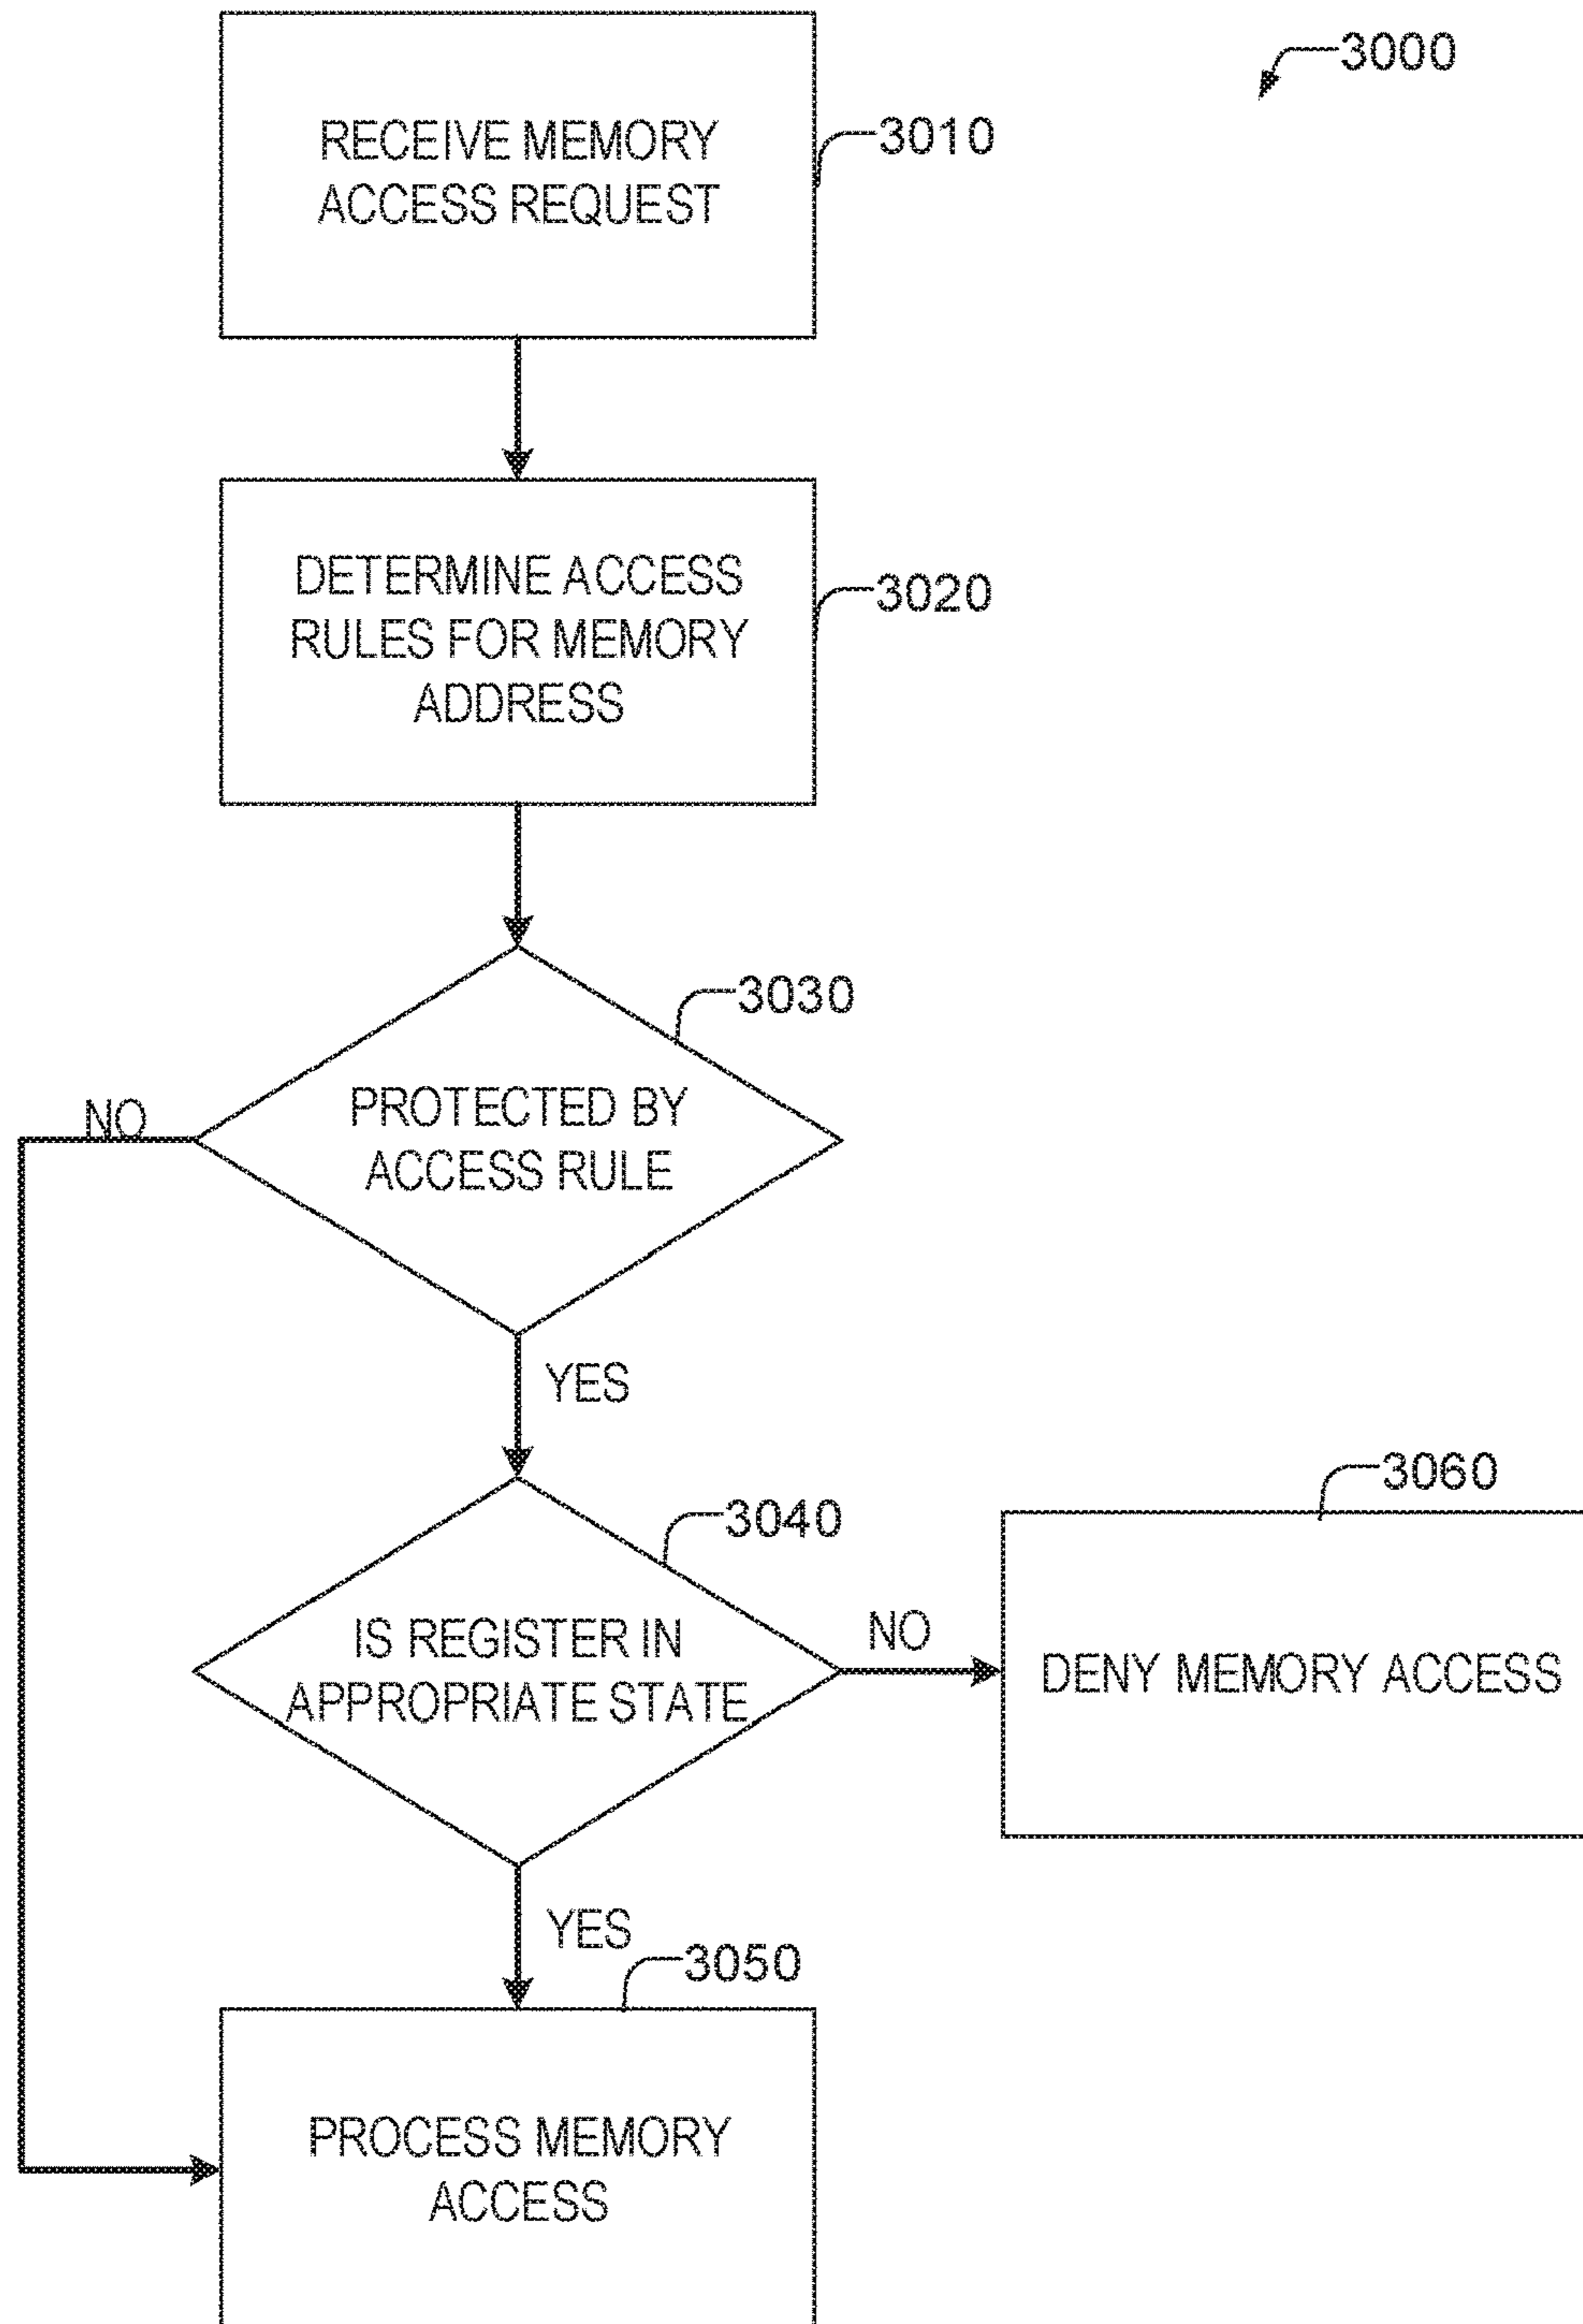 3000
RECEIVE MEMORY
ACCESS REQUEST
3010
DETERMINE ACCESS
RULES FOR MEMORY
ADDRESS
3020
3030
PROTECTED BY
ACCESS RULE
NO
YES
3040
IS REGISTER IN
APPROPRIATE STATE
NO
3060
DENY MEMORY ACCESS
YES
3050
PROCESS MEMORY
ACCESS